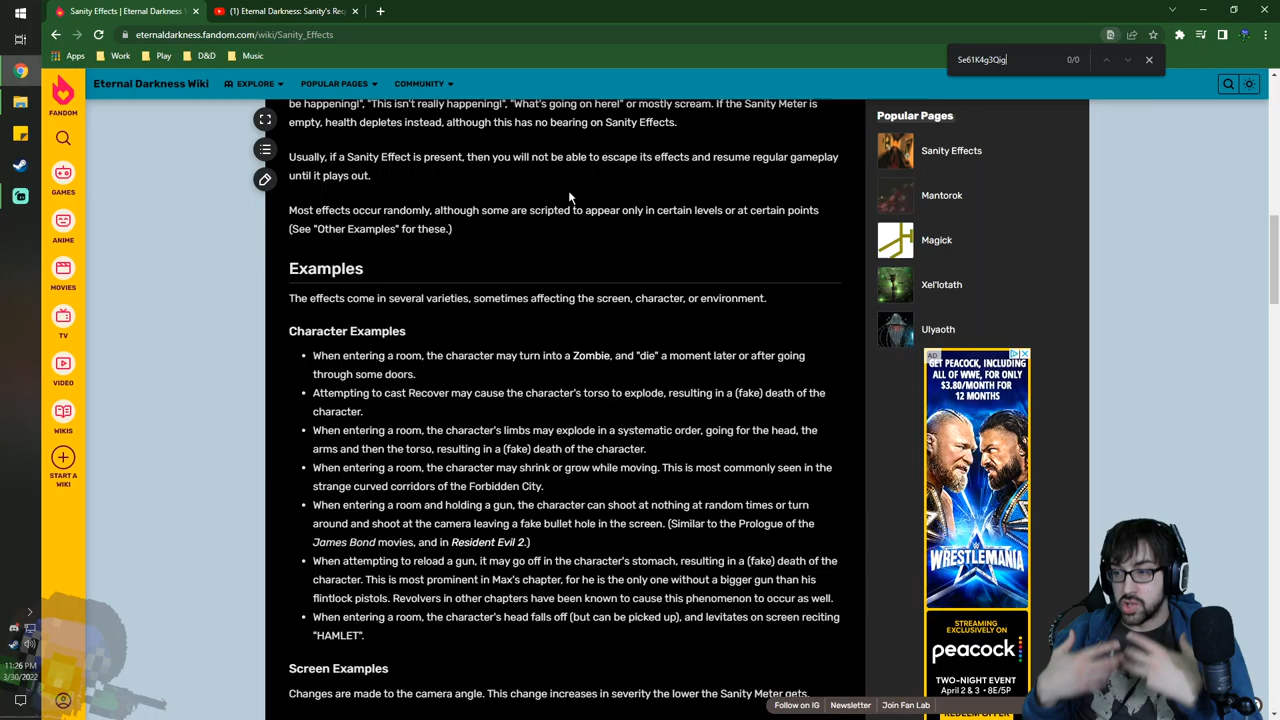 Sanity Effects | Eternal Darkness
(1) Eternal Darkness Sanity's Re
eternaldarkness.fandom.com/wiki/Sanity_Effects
Apps Work Play D&D Music
Se61K4g3Qig 0/0
Eternal Darkness Wiki EXPLORE POPULAR PAGES COMMUNITY
FANDOM
GAMES
ANIME
MOVIES
TV
VIDEO
WIKIS
START A
WIKI
be happening!", "This isn't really happening!", "What's going on here!" or mostly scream. If the Sanity Meter is
empty, health depletes instead, although this has no bearing on Sanity Effects.
Usually, if a Sanity Effect is present, then you will not be able to escape its effects and resume regular gameplay
until it plays out.
Most effects occur randomly, although some are scripted to appear only in certain levels or at certain points
(See "Other Examples" for these.)
Examples
The effects come in several varieties, sometimes affecting the screen, character, or environment.
Character Examples
When entering a room, the character may turn into a Zombie, and "die" a moment later or after going
through some doors.
Attempting to cast Recover may cause the character's torso to explode, resulting in a (fake) death of the
character.
When entering a room, the character's limbs may explode in a systematic order, going for the head, the
arms and then the torso, resulting in a (fake) death of the character.
When entering a room, the character may shrink or grow while moving. This is most commonly seen in the
strange curved corridors of the Forbidden City.
When entering a room and holding a gun, the character can shoot at nothing at random times or turn
around and shoot at the camera leaving a fake bullet hole in the screen. (Similar to the Prologue of the
James Bond movies, and in Resident Evil 2.)
When attempting to reload a gun, it may go off in the character's stomach, resulting in a (fake) death of the
character. This is most prominent in Max's chapter, for he is the only one without a bigger gun than his
flintlock pistols. Revolvers in other chapters have been known to cause this phenomenon to occur as well.
When entering a room, the character's head falls off (but can be picked up), and levitates on screen reciting
"HAMLET".
Screen Examples
Changes are made to the camera angle. This change increases in severity the lower the Sanity Meter gets.
Popular Pages
Sanity Effects
Mantorok
Magick
Xel'lotath
Ulyaoth
AD
GET PEACOCK, INCLUDING
ALL OF WWE, FOR ONLY
$3.80/MONTH FOR
12 MONTHS
WRESTLEMANIA
STREAMING
EXCLUSIVELY ON
peacock
TWO-NIGHT EVENT
April 2 & 3 • 8E/5P
REDEEM OFFER
Follow on IG Newsletter Join Fan Lab
11:26 PM
3/30/2022